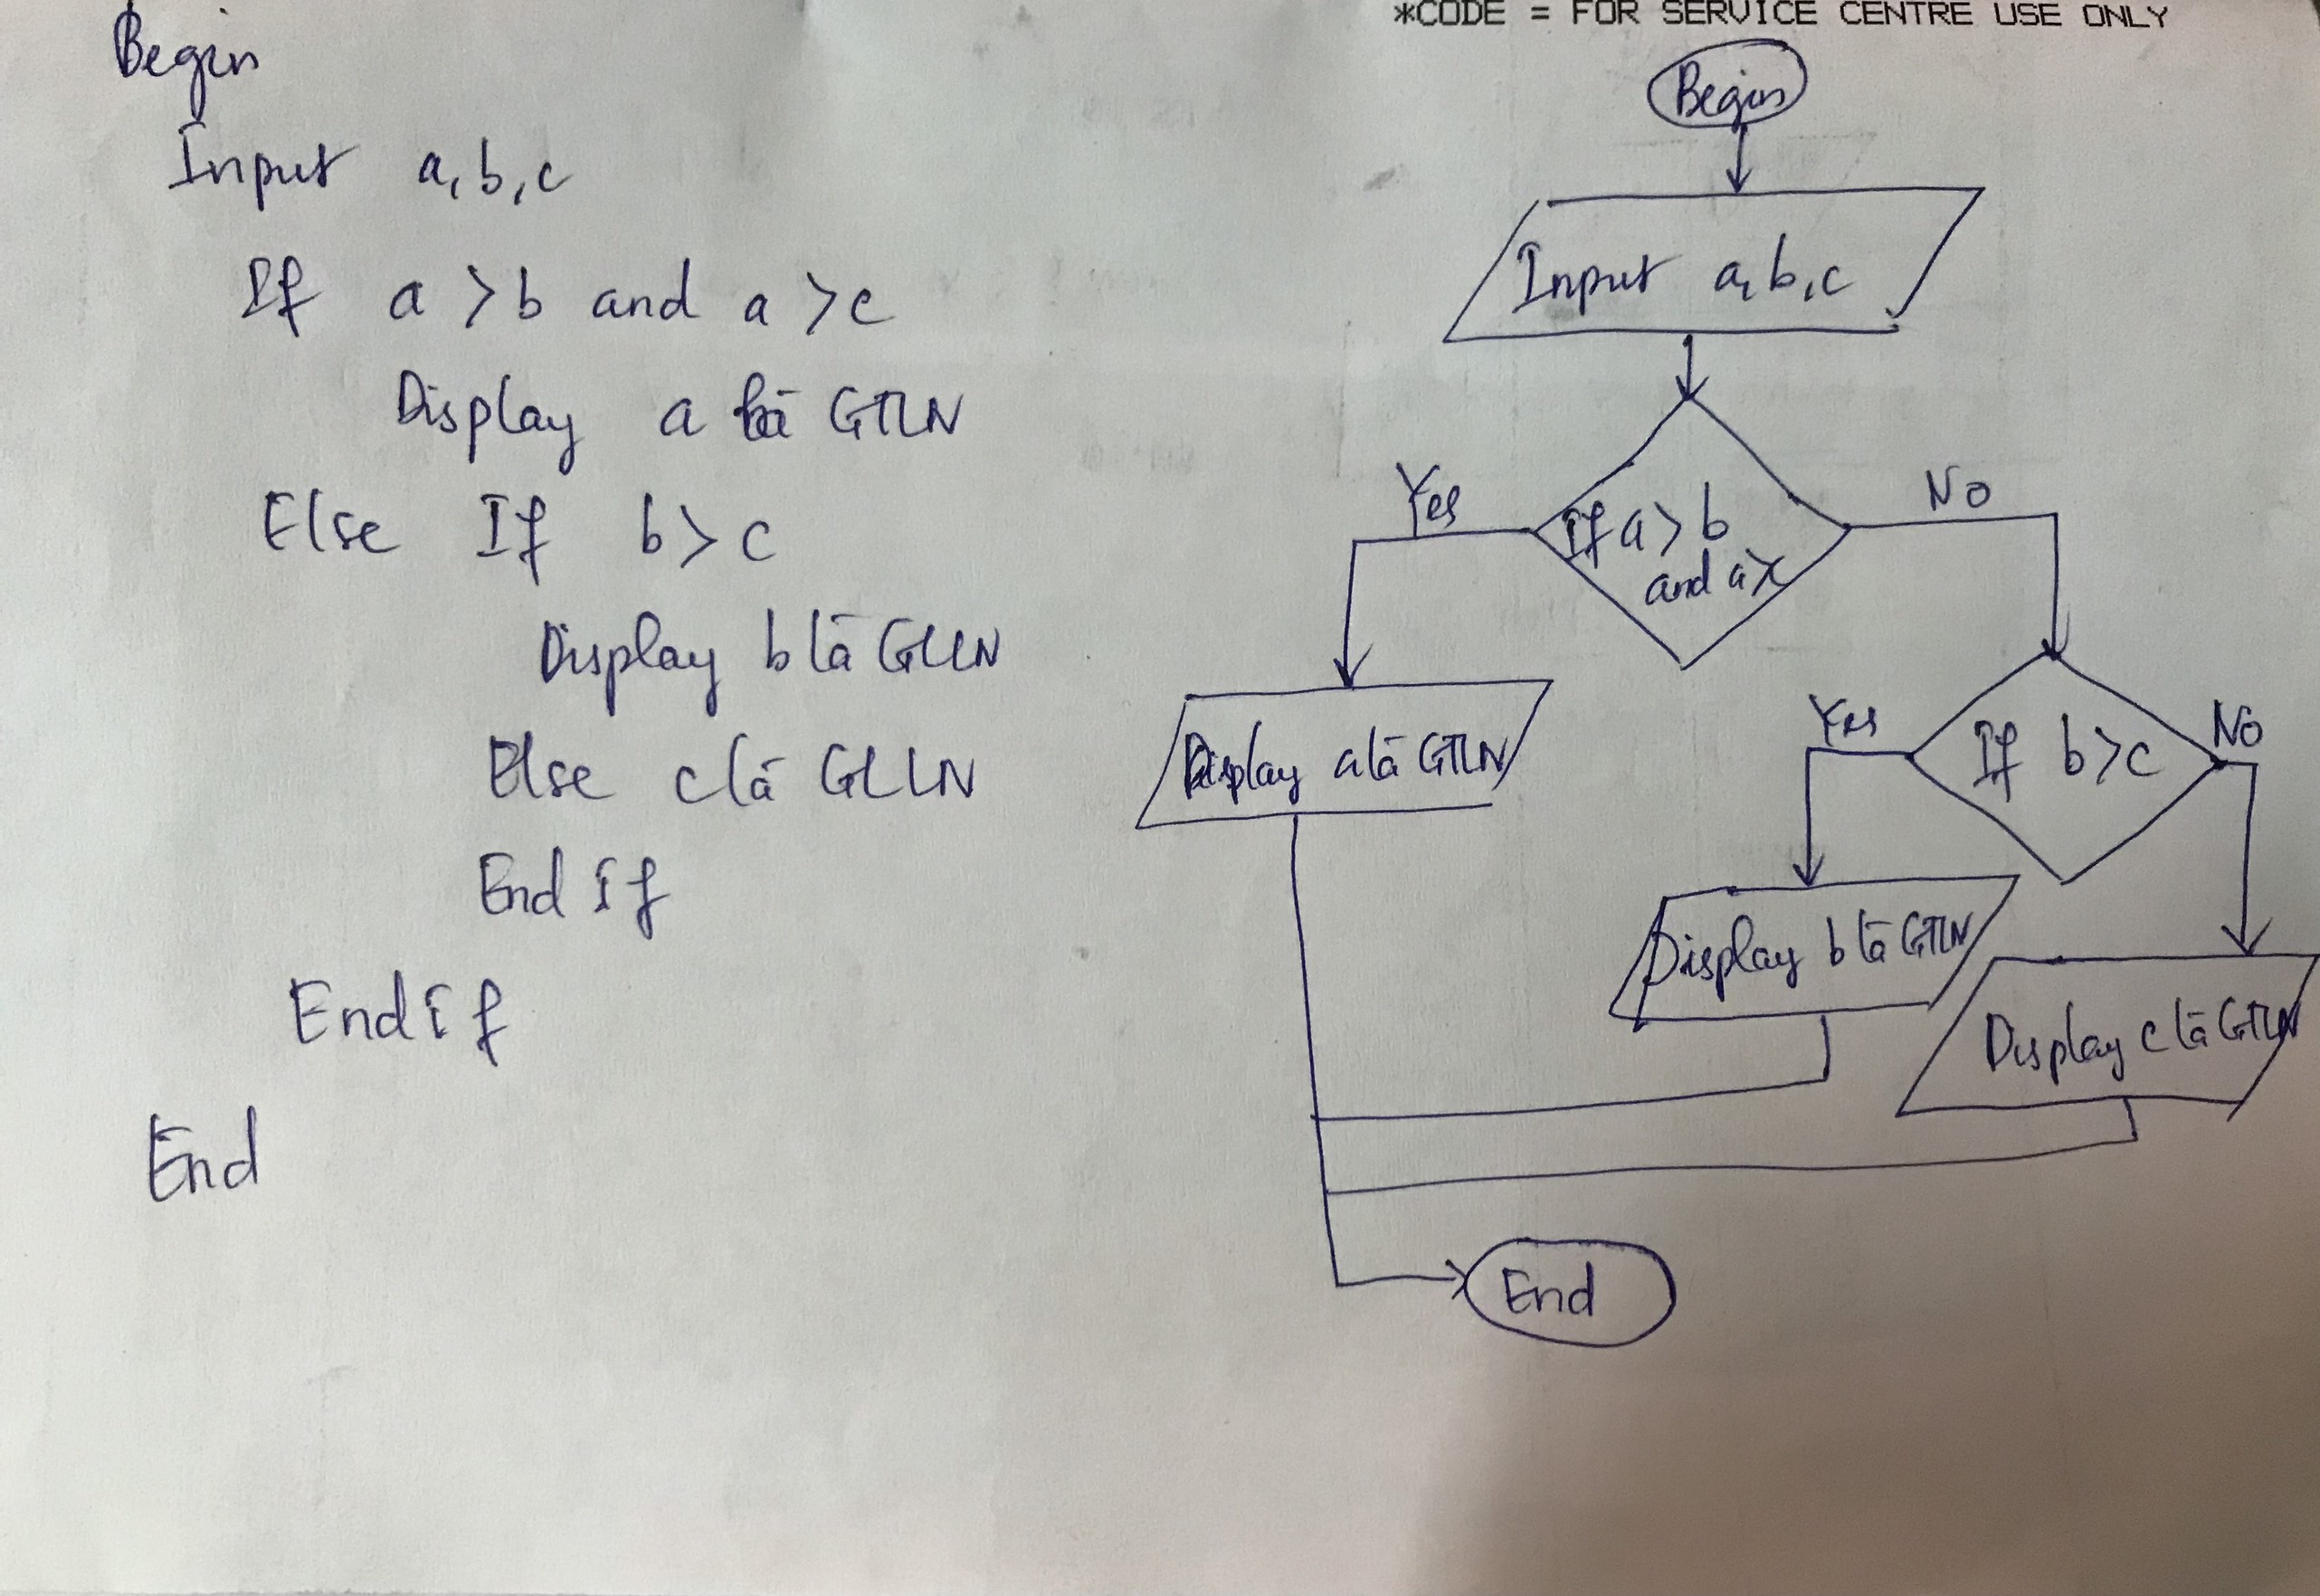 *CODE = FOR SERVICE CENTRE USE ONLY
Begin
Input a, b, c
If a > b and a > c
Display a là GTLN
Else If b > c
Display b là GLLN
Else c là GLLN
End if
End if
End
Begin
Input a, b, c
If a > b
and a >c
Yes
No
Display a là GTLN
If b > c
Yes
No
Display b là GTLN
Display c là GTLN
End